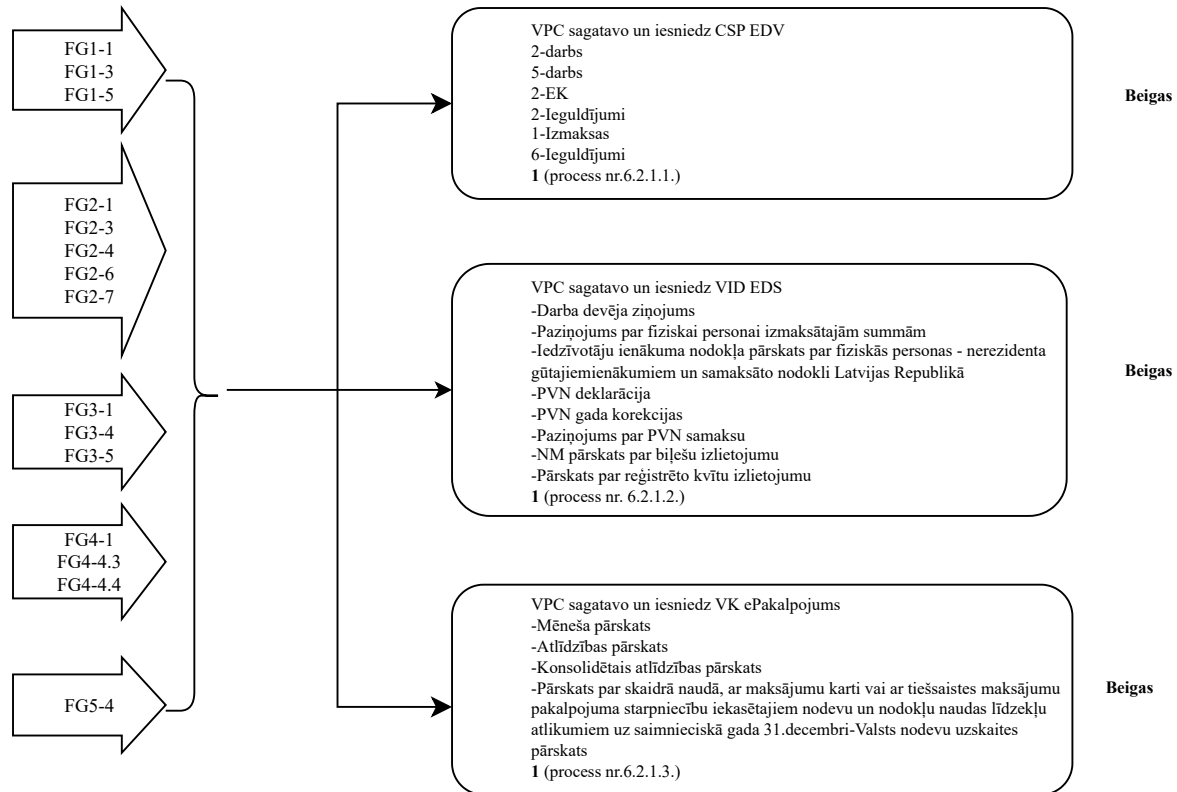 FG1-1
FG1-3
FG1-5
FG2-1
FG2-3
FG2-4
FG2-6
FG2-7
FG3-1
FG3-4
FG3-5
FG4-1
FG4-4.3
FG4-4.4
FG5-4
VPC sagatavo un iesniedz CSP EDV
2-darbs
5-darbs
2-EK
2-Ieguldījumi
1-Izmaksas
6-Ieguldījumi
1 (process nr.6.2.1.1.)
Beigas
VPC sagatavo un iesniedz VID EDS
-Darba devēja ziņojums
-Paziņojums par fiziskai personai izmaksātajām summām
-Iedzīvotāju ienākuma nodokļa pārskats par fiziskās personas - nerezidenta
gūtajiemienākumiem un samaksāto nodokli Latvijas Republikā
-PVN deklarācija
-PVN gada korekcijas
-Paziņojums par PVN samaksu
-NM pārskats par biļešu izlietojumu
-Pārskats par reģistrēto kvītu izlietojumu
1 (process nr. 6.2.1.2.)
Beigas
VPC sagatavo un iesniedz VK ePakalpojums
-Mēneša pārskats
-Atlīdzības pārskats
-Konsolidētais atlīdzības pārskats
-Pārskats par skaidrā naudā, ar maksājumu karti vai ar tiešsaistes maksājumu
pakalpojuma starpniecību iekasētajiem nodevu un nodokļu naudas līdzekļu
atlikumiem uz saimnieciskā gada 31.decembri-Valsts nodevu uzskaites
pārskats
1 (process nr.6.2.1.3.)
Beigas